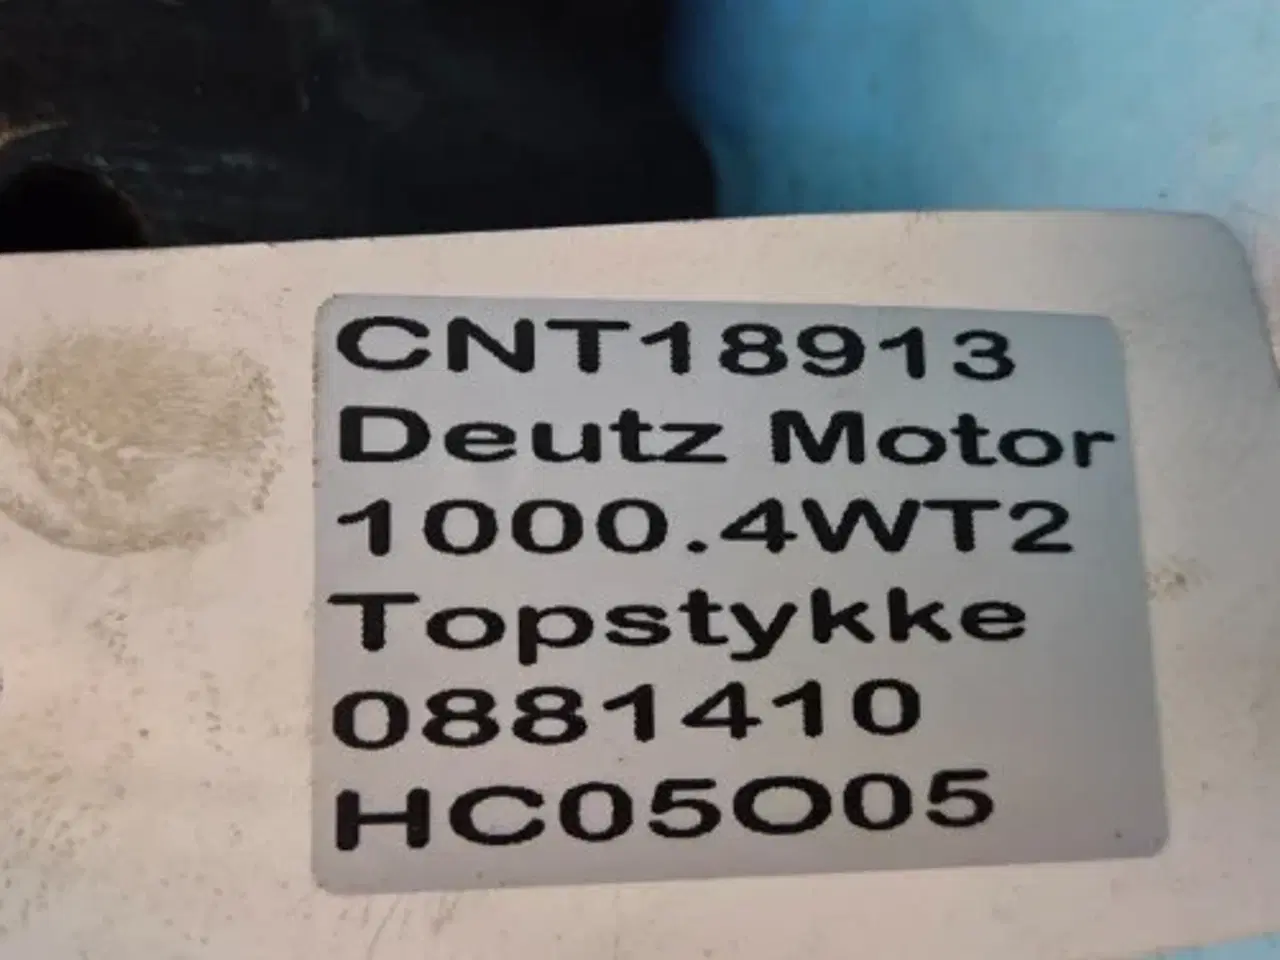 CNT18913
Deutz Motor
1000.4WT2
Topstykke
0881410
HC05O05